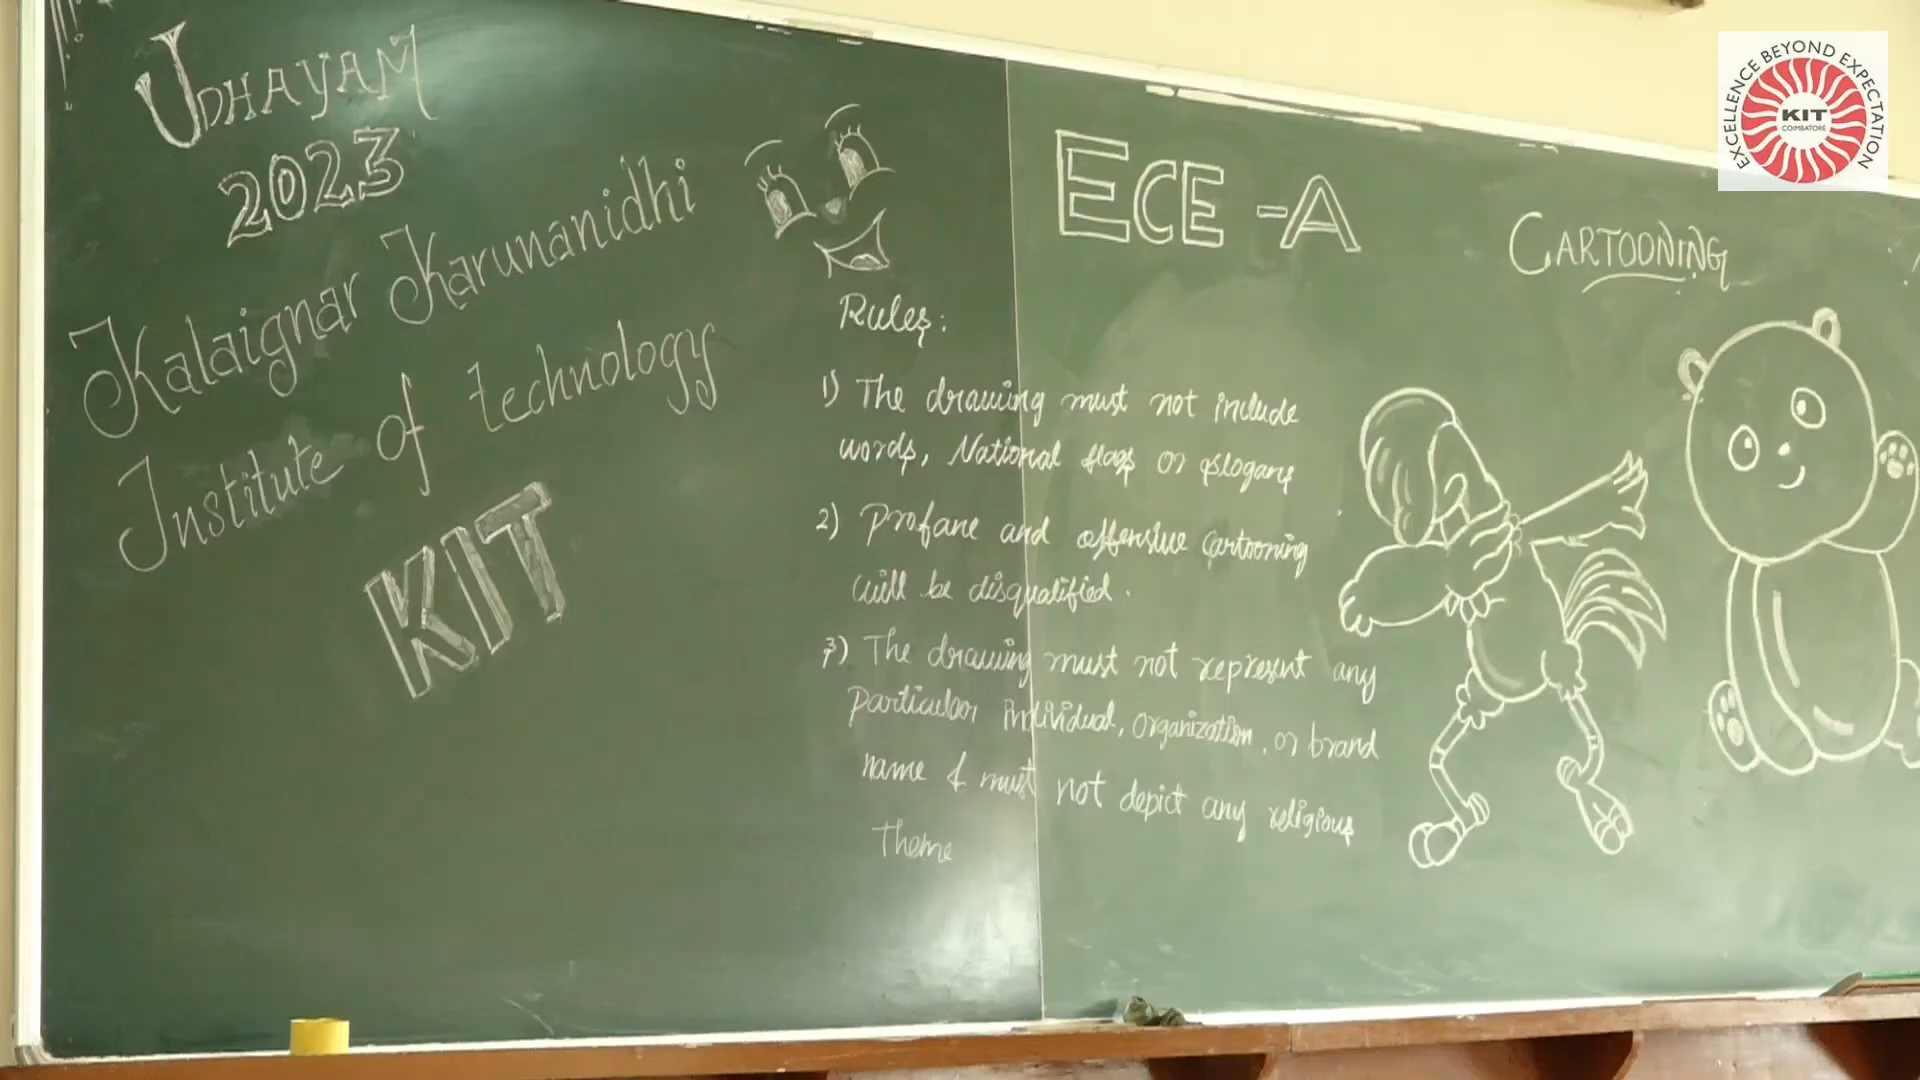 UDHAYAM
2023
Kalaignar Karunanidhi
Institute of technology
KIT
ECE -A
CARTOONING
Rules:
1) The drawing must not include
words, National flags or slogans
2) Profane and offensive cartooning
will be disqualified.
3) The drawing must not represent any
particular individual, organization, or brand
name & must not depict any religious
Theme
EXCELLENCE BEYOND EXPECTATION
KIT
COIMBATORE